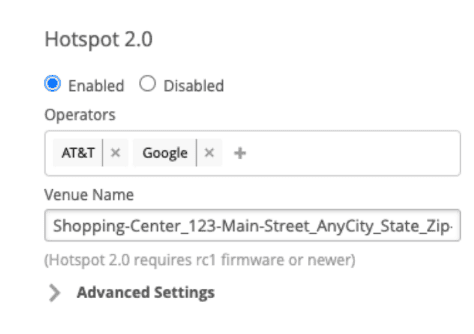 Hotspot 2.0
Enabled Disabled
Operators
AT&T × Google × +
Venue Name
Shopping-Center_123-Main-Street_AnyCity_State_Zip-
(Hotspot 2.0 requires rc1 firmware or newer)
Advanced Settings